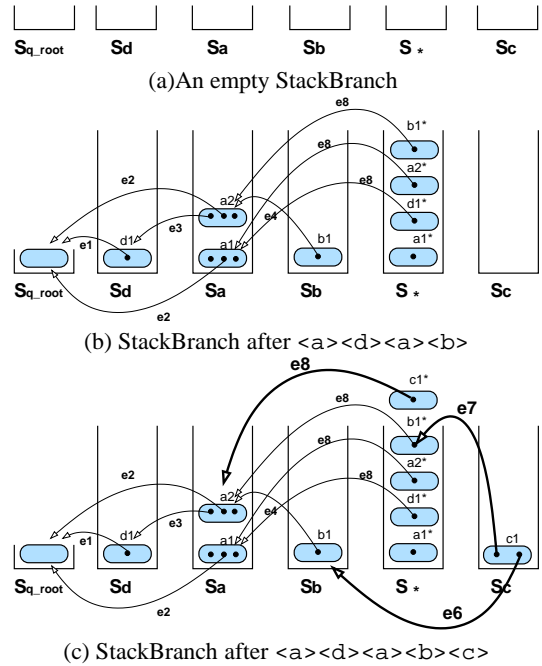 Sq_root Sd Sa Sb S* Sc
(a)An empty StackBranch
e8 b1*
e2 e8 a2*
a2 e8 d1*
e1 d1 e3 a1 e4 b1 a1*
Sq_root Sd Sa Sb S* Sc
e2
(b) StackBranch after <a><d><a><b>
e8 c1*
e8 b1* e7
e2 e8 a2*
a2 e8 d1*
e1 d1 e3 a1 e4 b1 a1* c1
Sq_root Sd Sa Sb S* Sc
e2 e6
(c) StackBranch after <a><d><a><b><c>